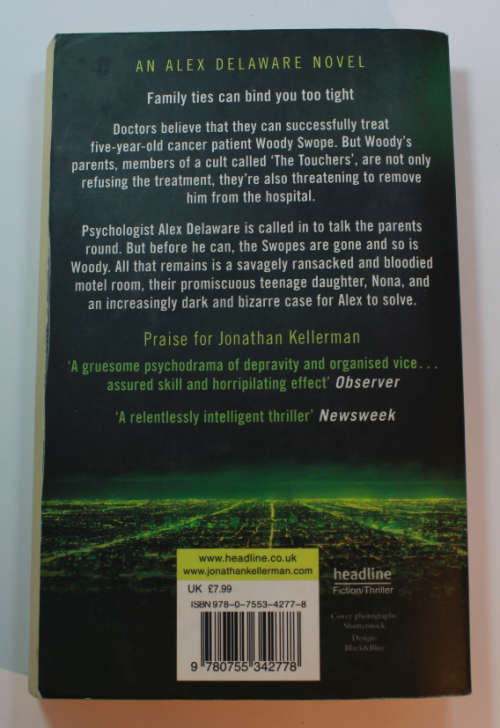 AN ALEX DELAWARE NOVEL
Family ties can bind you too tight
Doctors believe that they can successfully treat
five-year-old cancer patient Woody Swope. But Woody's
parents, members of a cult called 'The Touchers', are not only
refusing the treatment, they're also threatening to remove
him from the hospital.
Psychologist Alex Delaware is called in to talk the parents
round. But before he can, the Swopes are gone and so is
Woody. All that remains is a savagely ransacked and bloodied
motel room, their promiscuous teenage daughter, Nona, and
an increasingly dark and bizarre case for Alex to solve.
Praise for Jonathan Kellerman
'A gruesome psychodrama of depravity and organised vice...
assured skill and horripilating effect' Observer
'A relentlessly intelligent thriller' Newsweek
www.headline.co.uk
www.jonathankellerman.com
UK £7.99
ISBN 978-0-7553-4277-8
9 780755 342778
headline
Fiction/Thriller
Cover photographs:
Shutterstock.
Design:
Black&Blue